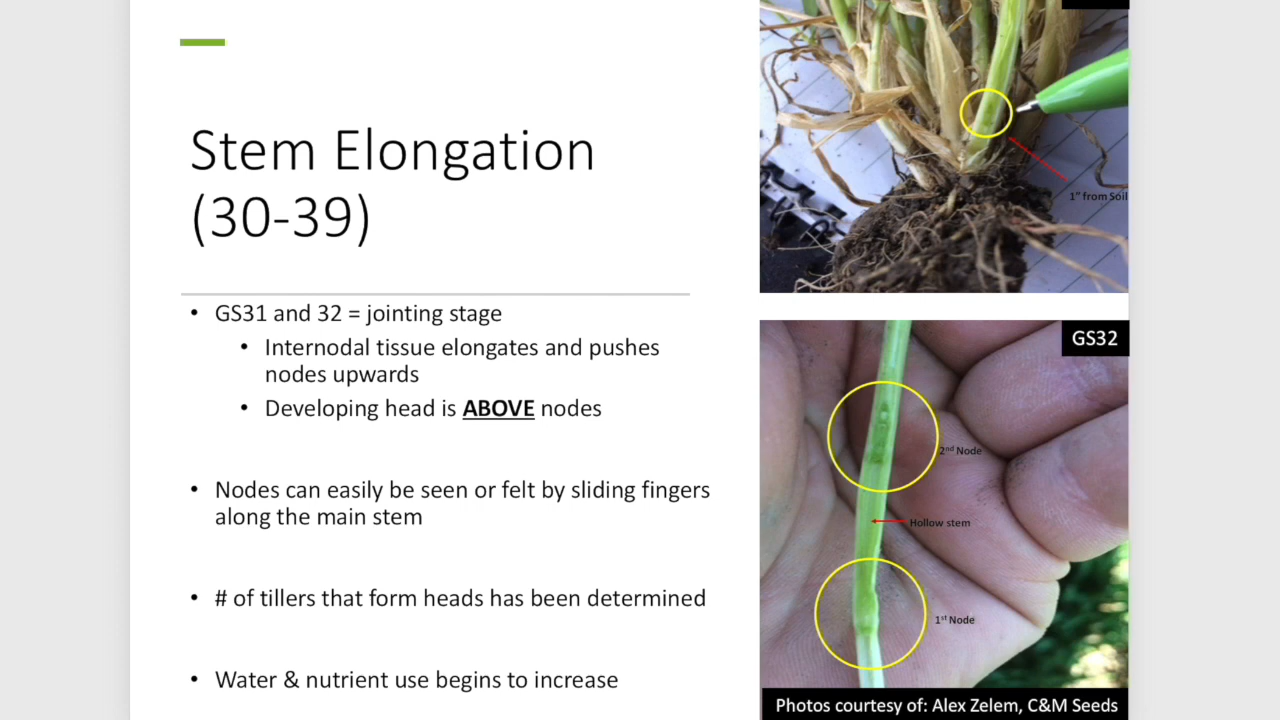 Stem Elongation
(30-39)
• GS31 and 32 = jointing stage
• Internodal tissue elongates and pushes
nodes upwards
• Developing head is ABOVE nodes
• Nodes can easily be seen or felt by sliding fingers
along the main stem
• # of tillers that form heads has been determined
• Water & nutrient use begins to increase
1" from Soil
GS32
2nd Node
Hollow stem
1st Node
Photos courtesy of: Alex Zelem, C&M Seeds